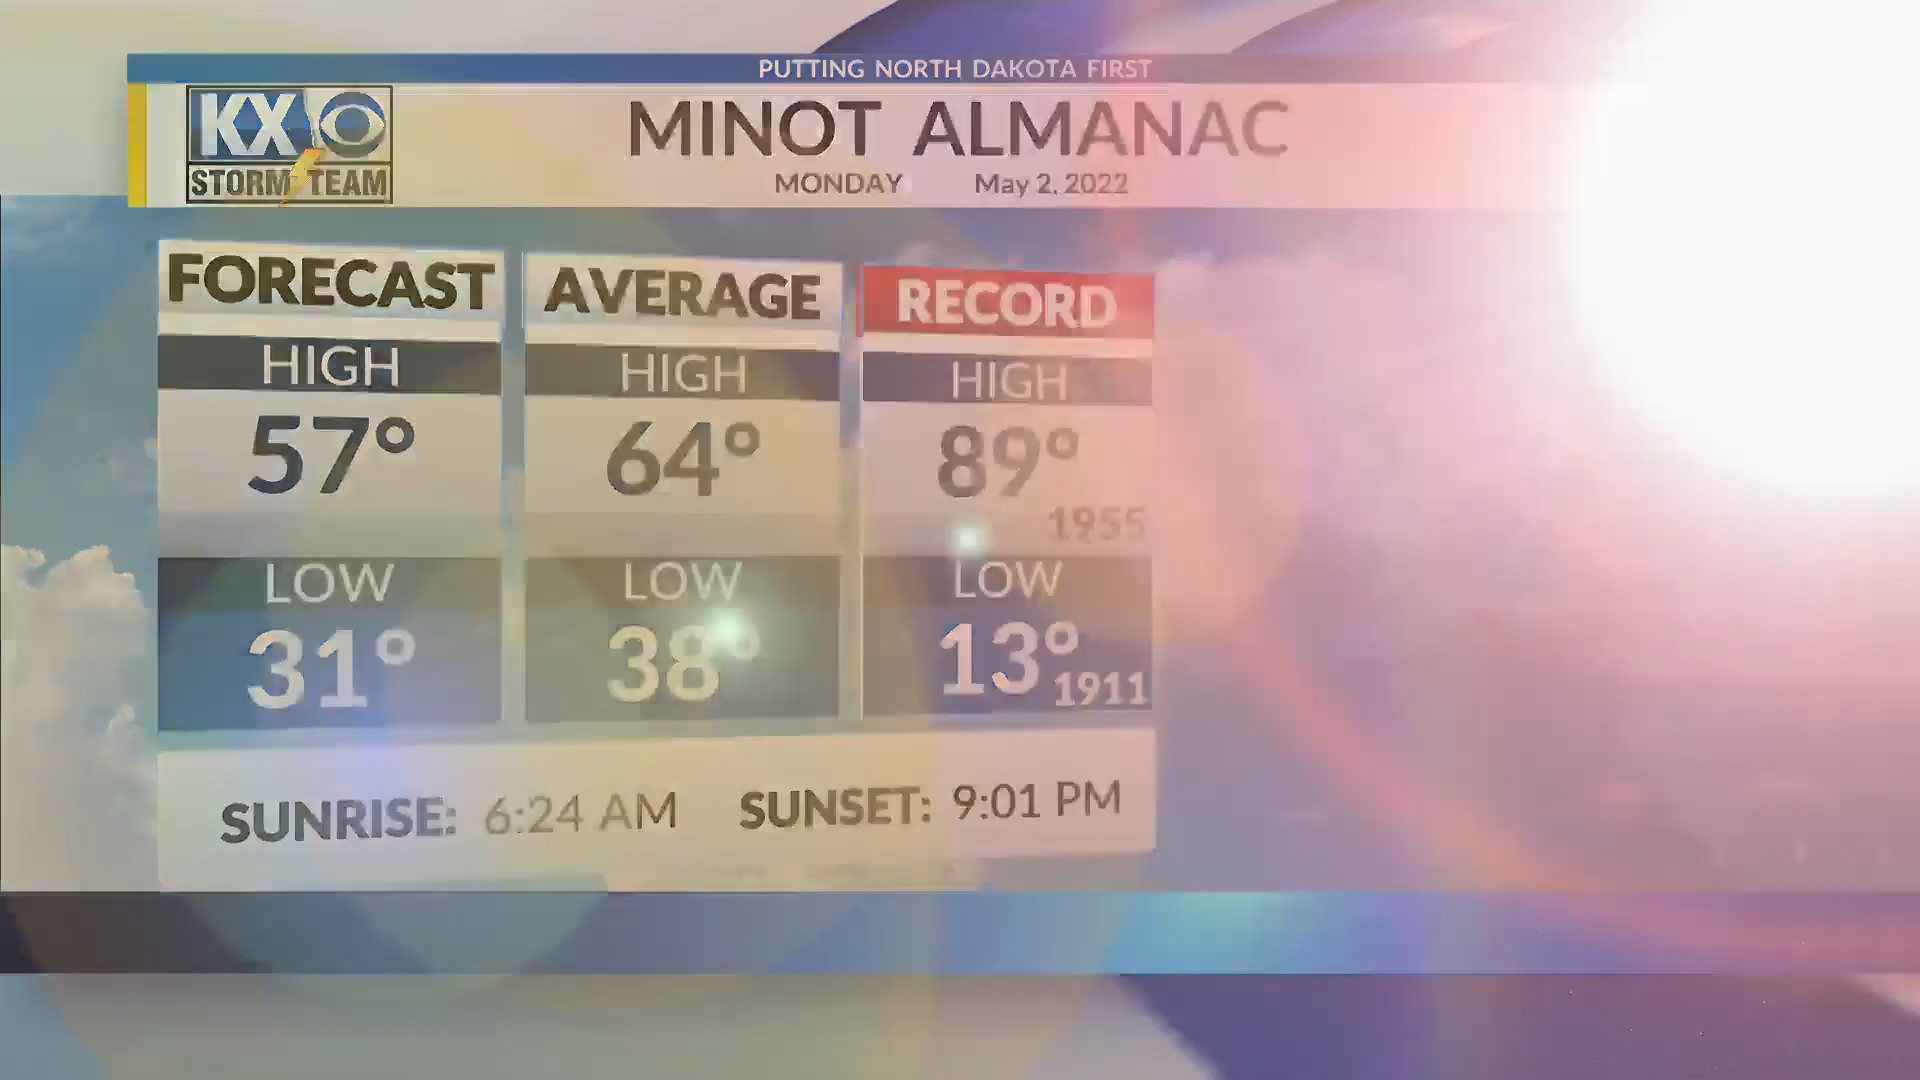 PUTTING NORTH DAKOTA FIRST
KX
STORM TEAM
MINOT ALMANAC
MONDAY May 2, 2022
FORECAST AVERAGE RECORD
HIGH HIGH HIGH
57° 64° 89°
1955
LOW LOW LOW
31° 38° 13°
1911
SUNRISE: 6:24 AM SUNSET: 9:01 PM